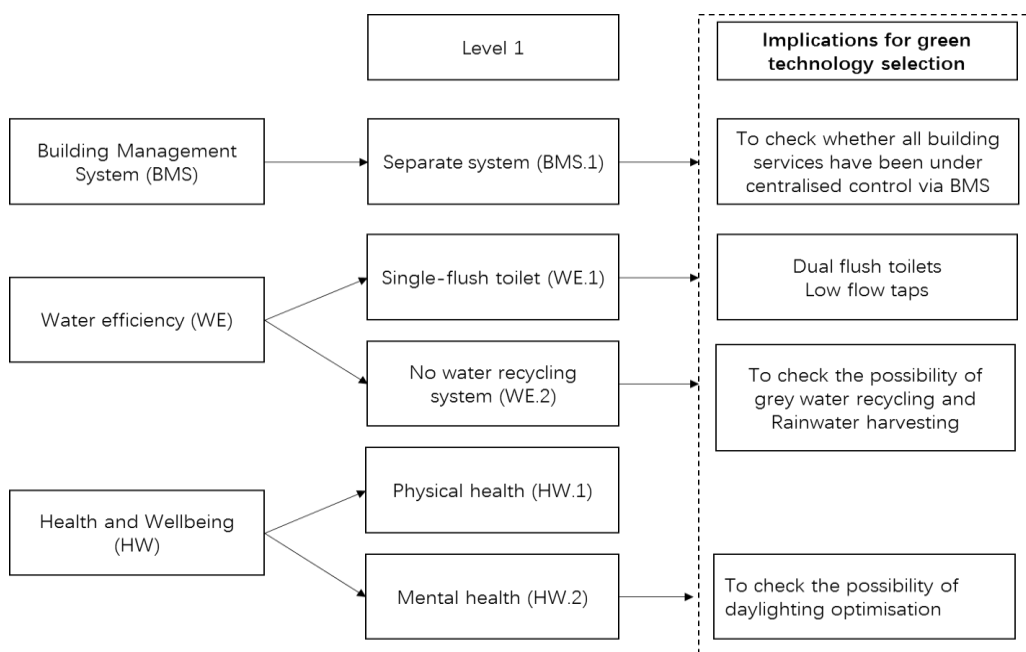 Level 1
Implications for green
technology selection
Building Management
System (BMS)
Separate system (BMS.1)
To check whether all building
services have been under
centralised control via BMS
Water efficiency (WE)
Single-flush toilet (WE.1)
Dual flush toilets
Low flow taps
No water recycling
system (WE.2)
To check the possibility of
grey water recycling and
Rainwater harvesting
Health and Wellbeing
(HW)
Physical health (HW.1)
Mental health (HW.2)
To check the possibility of
daylighting optimisation